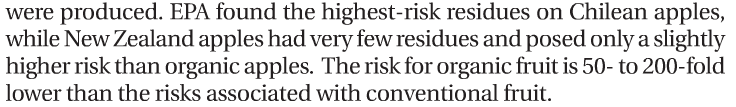 were produced. EPA found the highest-risk residues on Chilean apples,
while New Zealand apples had very few residues and posed only a slightly
higher risk than organic apples.  The risk for organic fruit is 50- to 200-fold
lower than the risks associated with conventional fruit.